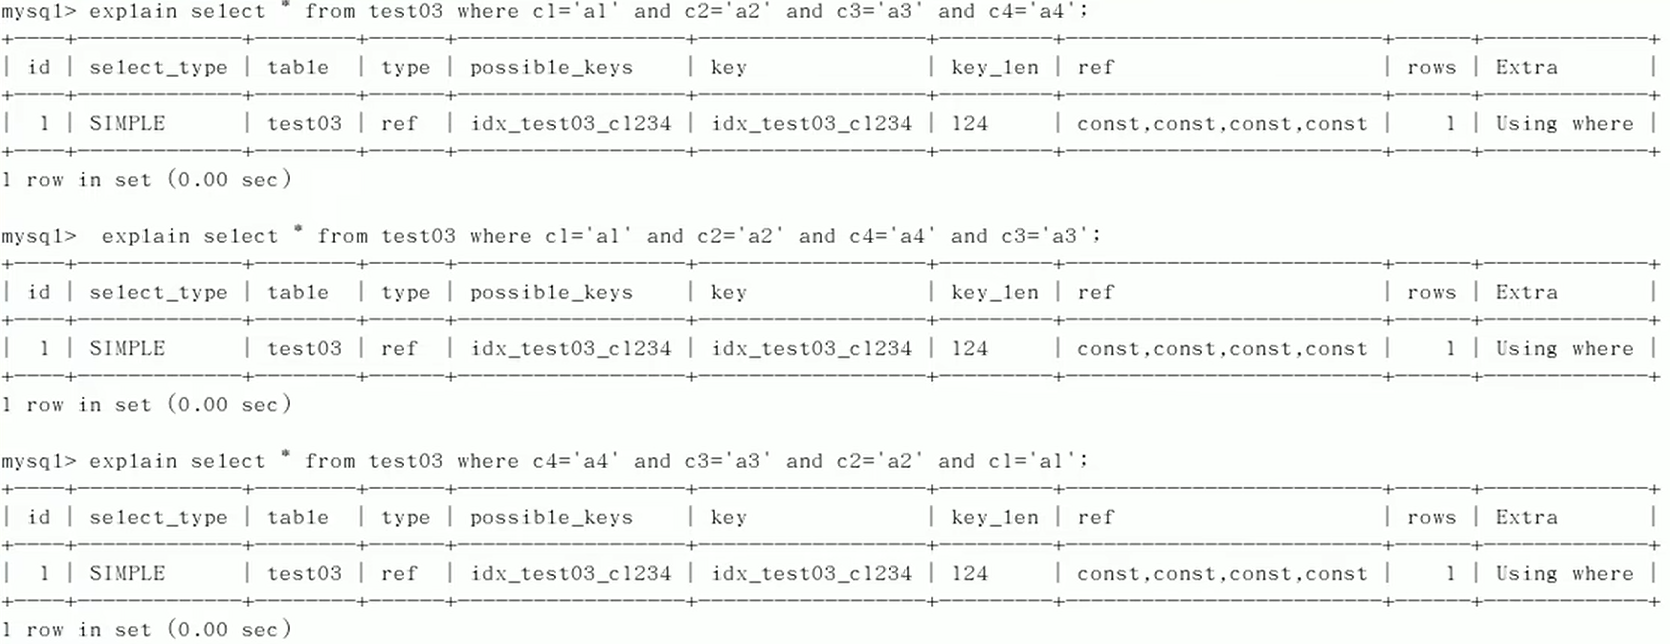 mysql> explain select * from test03 where c1='a1' and c2='a2' and c3='a3' and c4='a4';
+----+-------------+--------+------+-----------------+-----------------+---------+-------------------------+------+-------------+
| id | select_type | table | type | possible_keys | key | key_len | ref | rows | Extra |
+----+-------------+--------+------+-----------------+-----------------+---------+-------------------------+------+-------------+
| 1 | SIMPLE | test03 | ref | idx_test03_c1234 | idx_test03_c1234 | 124 | const,const,const,const | 1 | Using where |
+----+-------------+--------+------+-----------------+-----------------+---------+-------------------------+------+-------------+
1 row in set (0.00 sec)
mysql> explain select * from test03 where c1='a1' and c2='a2' and c4='a4' and c3='a3';
+----+-------------+--------+------+-----------------+-----------------+---------+-------------------------+------+-------------+
| id | select_type | table | type | possible_keys | key | key_len | ref | rows | Extra |
+----+-------------+--------+------+-----------------+-----------------+---------+-------------------------+------+-------------+
| 1 | SIMPLE | test03 | ref | idx_test03_c1234 | idx_test03_c1234 | 124 | const,const,const,const | 1 | Using where |
+----+-------------+--------+------+-----------------+-----------------+---------+-------------------------+------+-------------+
1 row in set (0.00 sec)
mysql> explain select * from test03 where c4='a4' and c3='a3' and c2='a2' and c1='a1';
+----+-------------+--------+------+-----------------+-----------------+---------+-------------------------+------+-------------+
| id | select_type | table | type | possible_keys | key | key_len | ref | rows | Extra |
+----+-------------+--------+------+-----------------+-----------------+---------+-------------------------+------+-------------+
| 1 | SIMPLE | test03 | ref | idx_test03_c1234 | idx_test03_c1234 | 124 | const,const,const,const | 1 | Using where |
+----+-------------+--------+------+-----------------+-----------------+---------+-------------------------+------+-------------+
1 row in set (0.00 sec)